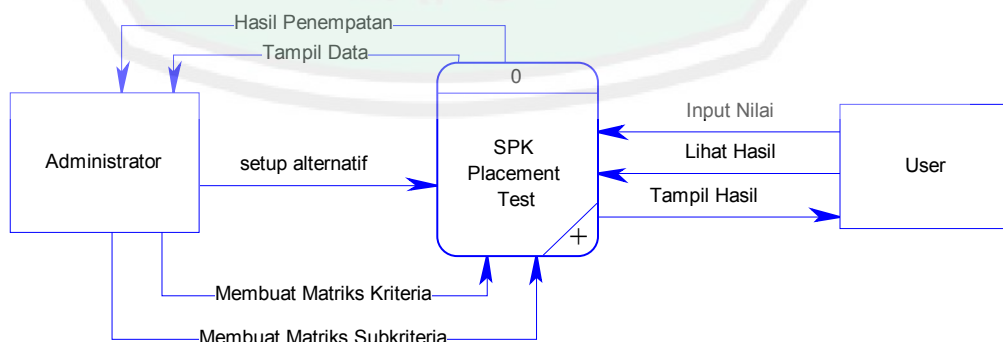 Hasil Penempatan
Tampil Data
0
Administrator
setup alternatif
SPK
Placement
Test
+
Input Nilai
Lihat Hasil
Tampil Hasil
User
Membuat Matriks Kriteria
Membuat Matriks Subkriteria